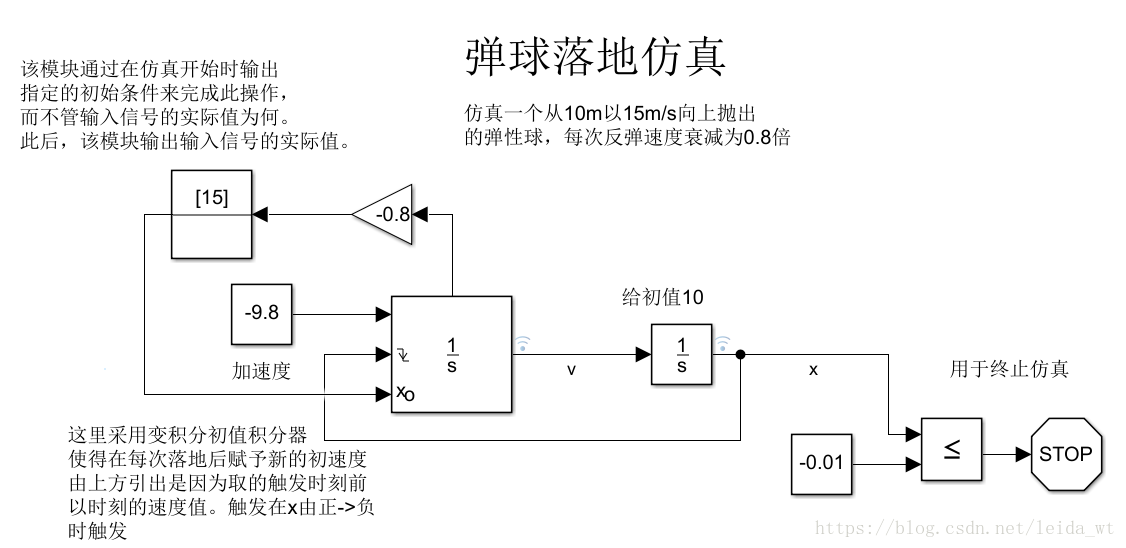 弹球落地仿真
该模块通过在仿真开始时输出
指定的初始条件来完成此操作，
而不管输入信号的实际值为何。
此后，该模块输出输入信号的实际值。
仿真一个从10m以15m/s向上抛出
的弹性球，每次反弹速度衰减为0.8倍
[15]
-0.8
-9.8
加速度
1
s
xo
v
给初值10
1
s
x
用于终止仿真
-0.01
≤
STOP
这里采用变积分初值积分器
使得在每次落地后赋予新的初速度
由上方引出是因为取的触发时刻前
以时刻的速度值。触发在x由正->负
时触发
https://blog.csdn.net/leida_wt